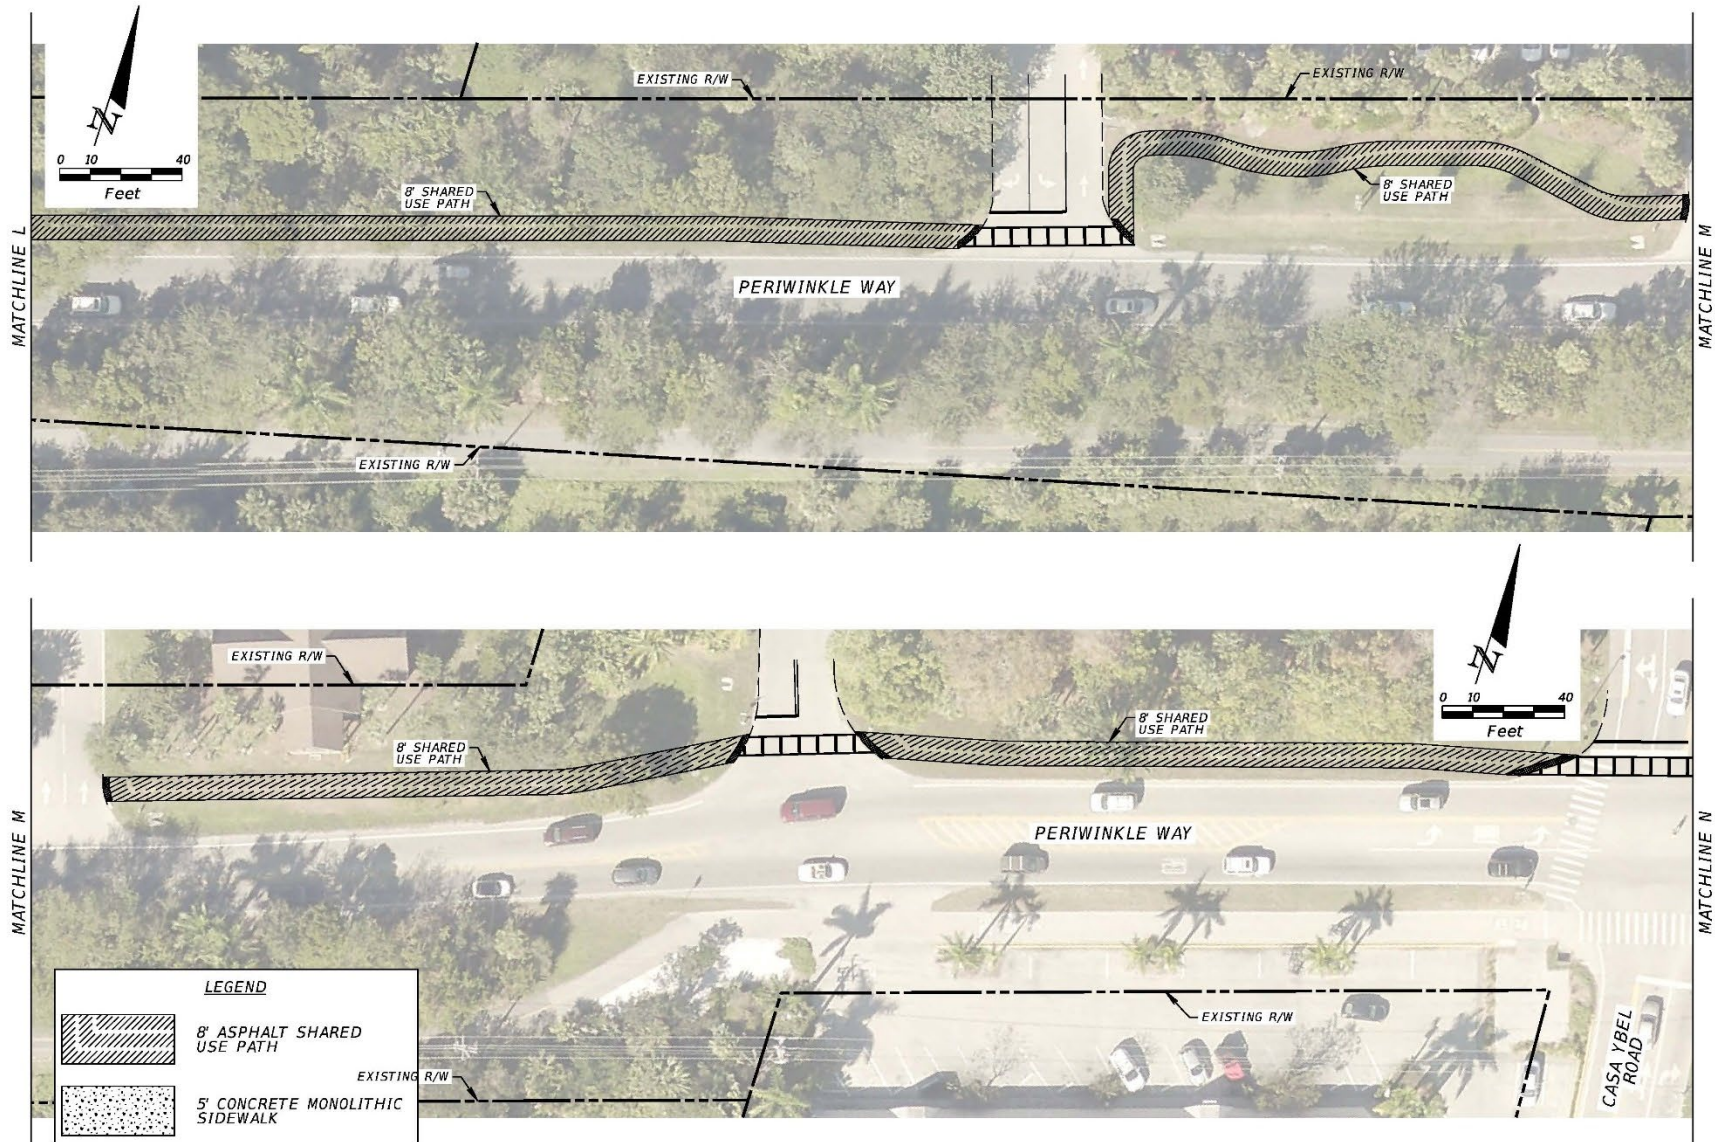 EXISTING R/W
EXISTING R/W
N
0 10 40
Feet
8' SHARED
USE PATH
8' SHARED
USE PATH
MATCHLINE L
PERIWINKLE WAY
MATCHLINE M
EXISTING R/W
EXISTING R/W
N
0 10 40
Feet
8' SHARED
USE PATH
8' SHARED
USE PATH
MATCHLINE M
PERIWINKLE WAY
MATCHLINE N
EXISTING R/W
CASA YBEL
ROAD
EXISTING R/W
LEGEND
8' ASPHALT SHARED
USE PATH
5' CONCRETE MONOLITHIC
SIDEWALK